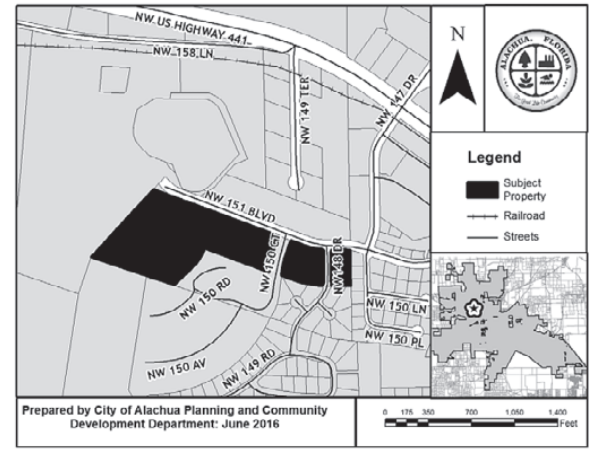 NW US HIGHWAY 441
NW 158 LN
NW 149 TER
NW 147 DR
NW 151 BLVD
NW 150 CT
NW 148 DR
NW 150 RD
NW 150 LN
NW 150 PL
NW 150 AV
NW 149 RD
N
ALACHUA, FLORIDA
Legend
Subject
Property
Railroad
Streets
Prepared by City of Alachua Planning and Community
Development Department: June 2016
0 175 350 700 1,050 1,400
Feet